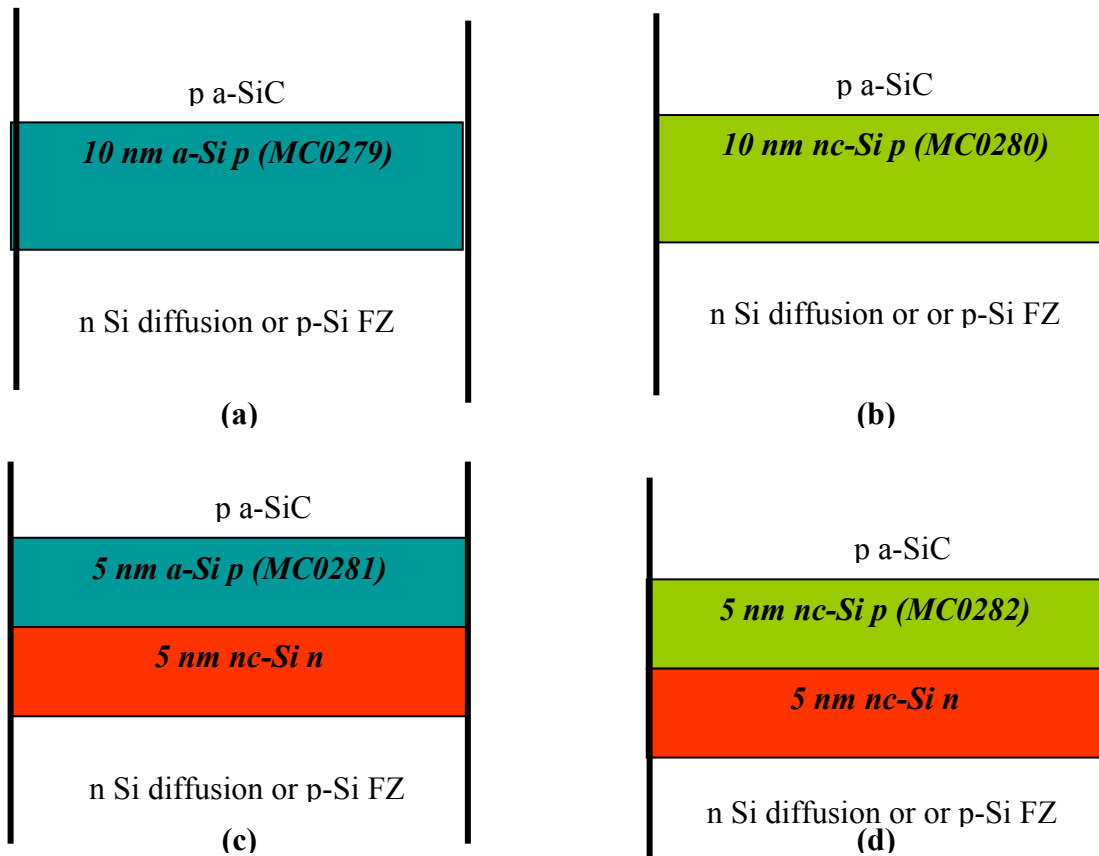 p a-SiC
10 nm a-Si p (MC0279)
n Si diffusion or p-Si FZ
(a)
p a-SiC
10 nm nc-Si p (MC0280)
n Si diffusion or or p-Si FZ
(b)
p a-SiC
5 nm a-Si p (MC0281)
5 nm nc-Si n
n Si diffusion or p-Si FZ
(c)
p a-SiC
5 nm nc-Si p (MC0282)
5 nm nc-Si n
n Si diffusion or or p-Si FZ
(d)